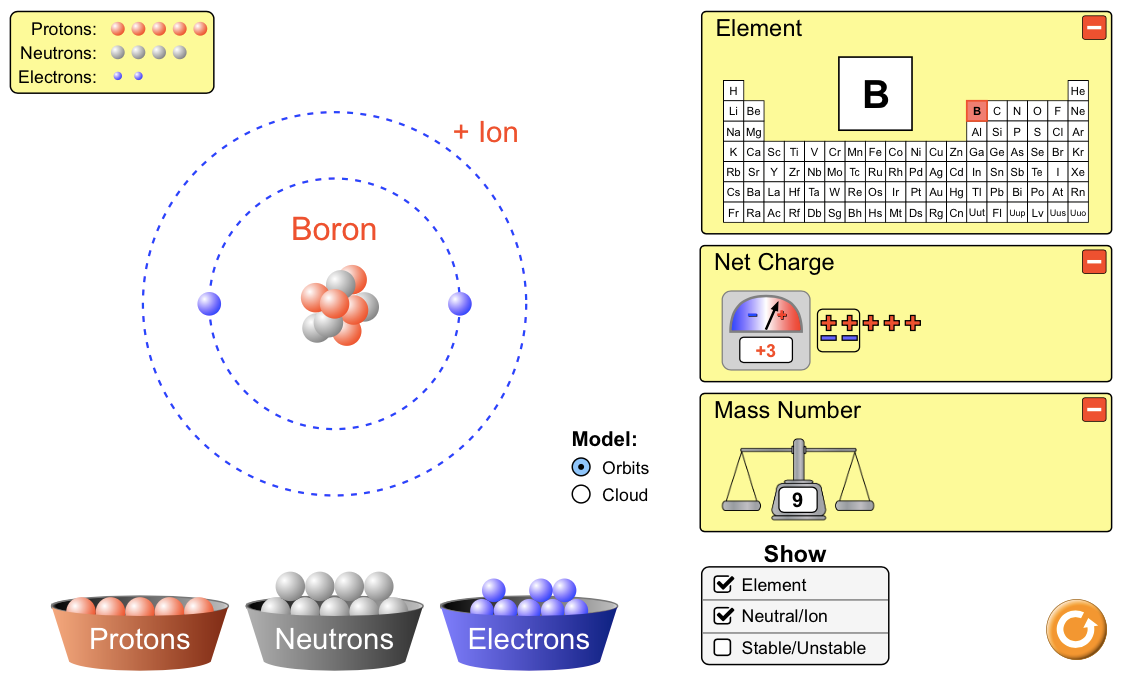 Protons:
Neutrons:
Electrons:
+ Ion
Boron
Model:
Orbits
Cloud
Protons
Neutrons
Electrons
Element
B
H He
Li Be B C N O F Ne
Na Mg Al Si P S Cl Ar
K Ca Sc Ti V Cr Mn Fe Co Ni Cu Zn Ga Ge As Se Br Kr
Rb Sr Y Zr Nb Mo Tc Ru Rh Pd Ag Cd In Sn Sb Te I Xe
Cs Ba La Hf Ta W Re Os Ir Pt Au Hg Tl Pb Bi Po At Rn
Fr Ra Ac Rf Db Sg Bh Hs Mt Ds Rg Cn Uut Fl Uup Lv Uus Uuo
Net Charge
- +
+ + + + +
- -
+3
Mass Number
9
Show
Element
Neutral/Ion
Stable/Unstable